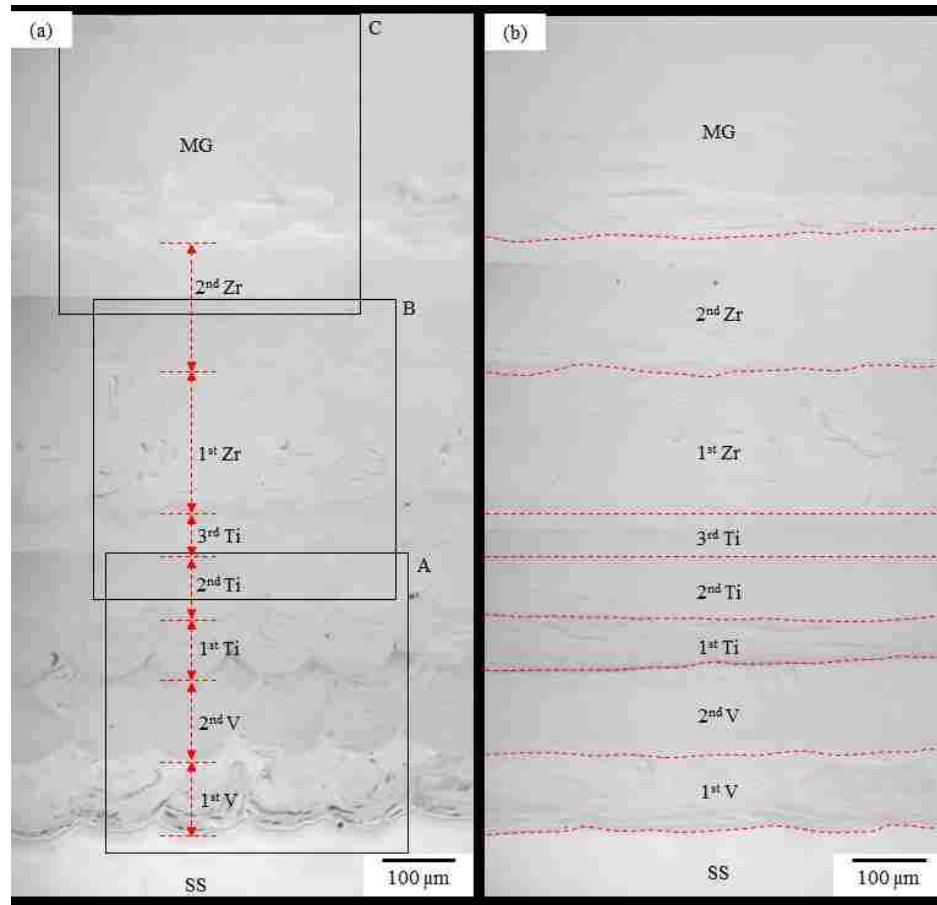 (a)
C
MG
2nd Zr
B
1st Zr
3rd Ti
A
2nd Ti
1st Ti
2nd V
1st V
100 μm
SS
(b)
MG
2nd Zr
1st Zr
3rd Ti
2nd Ti
1st Ti
2nd V
1st V
100 μm
SS